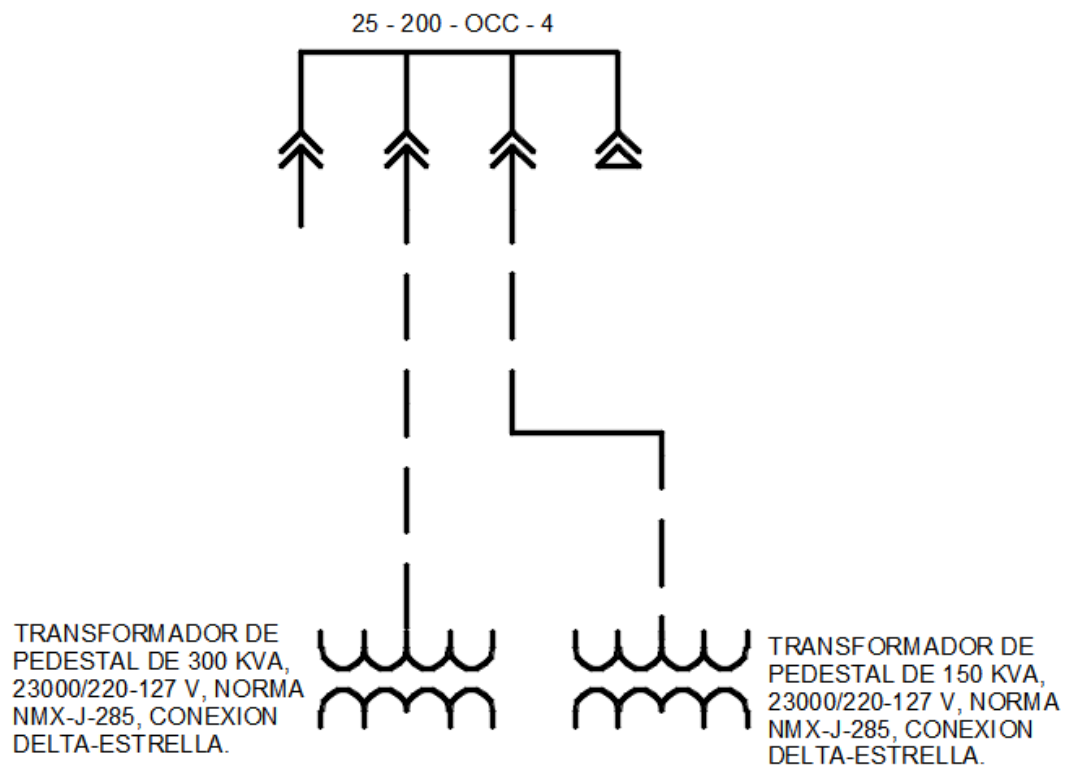 25 - 200 - OCC - 4
TRANSFORMADOR DE
PEDESTAL DE 300 KVA,
23000/220-127 V, NORMA
NMX-J-285, CONEXION
DELTA-ESTRELLA.
TRANSFORMADOR DE
PEDESTAL DE 150 KVA,
23000/220-127 V, NORMA
NMX-J-285, CONEXION
DELTA-ESTRELLA.